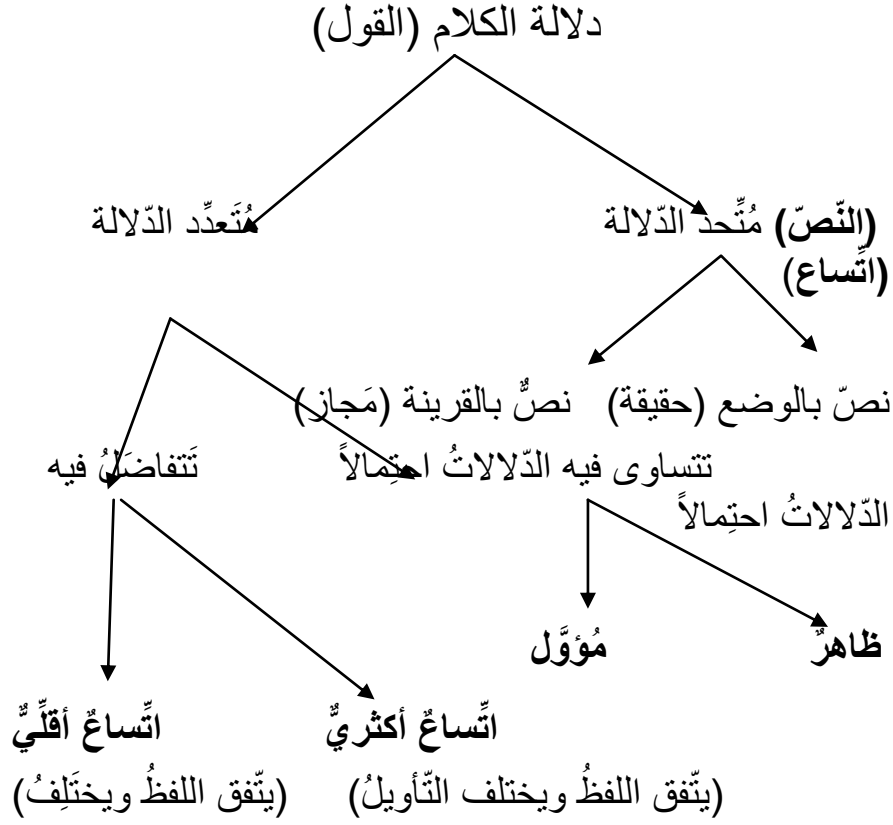 دلالة الكلام (القول)
(النّصّ) مُتَّحد الدّلالة مُتَعدِّد الدّلالة
(اتِّساع)
نصّ بالوضع (حقيقة) نصٌّ بالقرينة (مَجاز)
تتساوى فيه الدّلالاتُ احتِمالاً تَتفاضَلُ فيه
الدّلالاتُ احتِمالاً
ظاهرٌ مُؤوَّل
اتِّساعٌ أكثريٌّ اتِّساعٌ أقلِّيٌّ
(يتّفق اللفظُ ويختلف التّأويلُ) (يتّفق اللفظُ ويختَلِفُ)